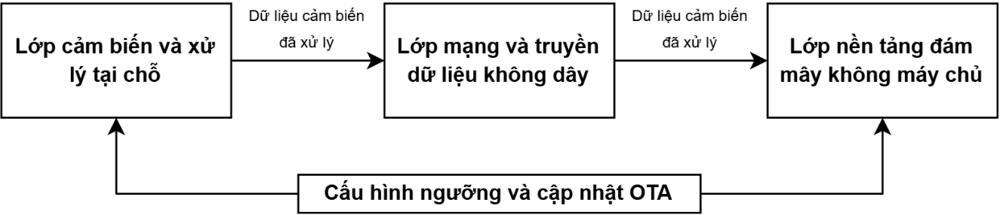 Lớp cảm biến và xử
lý tại chỗ
Dữ liệu cảm biến
đã xử lý
Lớp mạng và truyền
dữ liệu không dây
Dữ liệu cảm biến
đã xử lý
Lớp nền tảng đám
mây không máy chủ
Cấu hình ngưỡng và cập nhật OTA